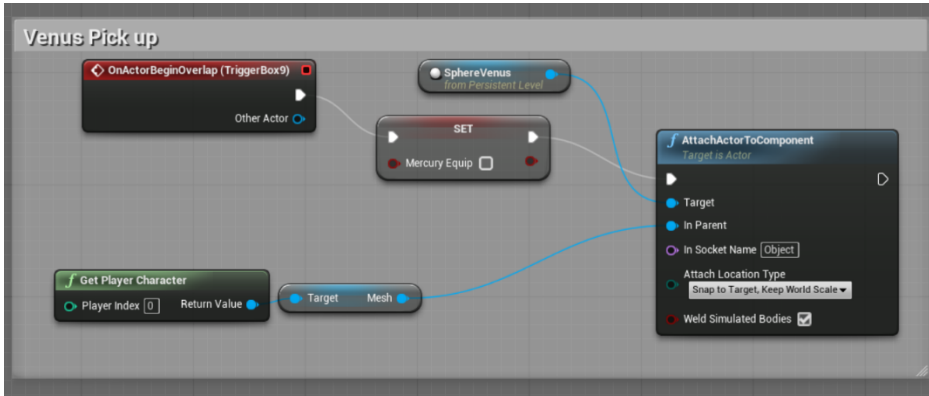 Venus Pick up
OnActorBeginOverlap (TriggerBox9)
Other Actor
SphereVenus
from Persistent Level
SET
Mercury Equip
AttachActorToComponent
Target is Actor
Target
In Parent
In Socket Name Object
Attach Location Type
Snap to Target, Keep World Scale
Weld Simulated Bodies
Get Player Character
Player Index 0 Return Value
Target Mesh